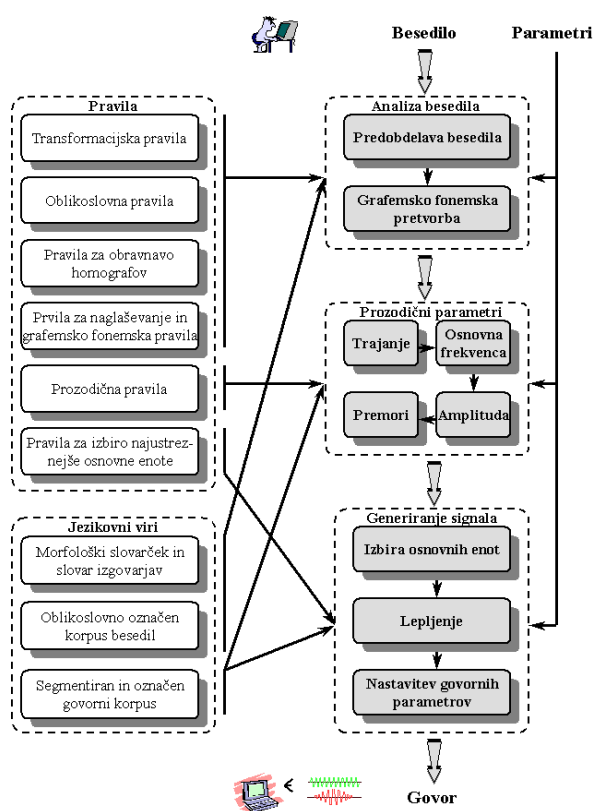 Besedilo
Parametri
Pravila
Transformacijska pravila
Oblikoslovna pravila
Pravila za obravnavo
homografov
Prvila za naglaševanje in
grafemsko fonemska pravila
Prozodična pravila
Pravila za izbiro najustrez-
nejše osnovne enote
Jezikovni viri
Morfološki slovarček in
slovar izgovarjav
Oblikoslovno označen
korpus besedil
Segmentiran in označen
govorni korpus
Analiza besedila
Predobdelava besedila
Grafemsko fonemska
pretvorba
Prozodični parametri
Trajanje
Osnovna
frekvenca
Premori
Amplituda
Generiranje signala
Izbira osnovnih enot
Lepljenje
Nastavitev govornih
parametrov
Govor